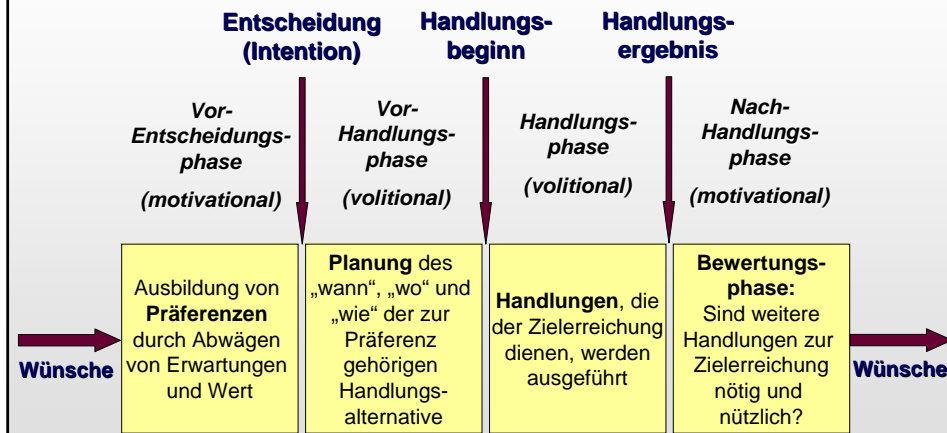 Entscheidung
(Intention)
Handlungs-
beginn
Handlungs-
ergebnis
Vor-
Entscheidungs-
phase
(motivational)
Vor-
Handlungs-
phase
(volitional)
Handlungs-
phase
(volitional)
Nach-
Handlungs-
phase
(motivational)
Wünsche
Ausbildung von
Präferenzen
durch Abwägen
von Erwartungen
und Wert
Planung des
„wann“, „wo“ und
„wie“ der zur
Präferenz
gehörigen
Handlungs-
alternative
Handlungen, die
der Zielerreichung
dienen, werden
ausgeführt
Bewertungs-
phase:
Sind weitere
Handlungen zur
Zielerreichung
nötig und
nützlich?
Wünsche